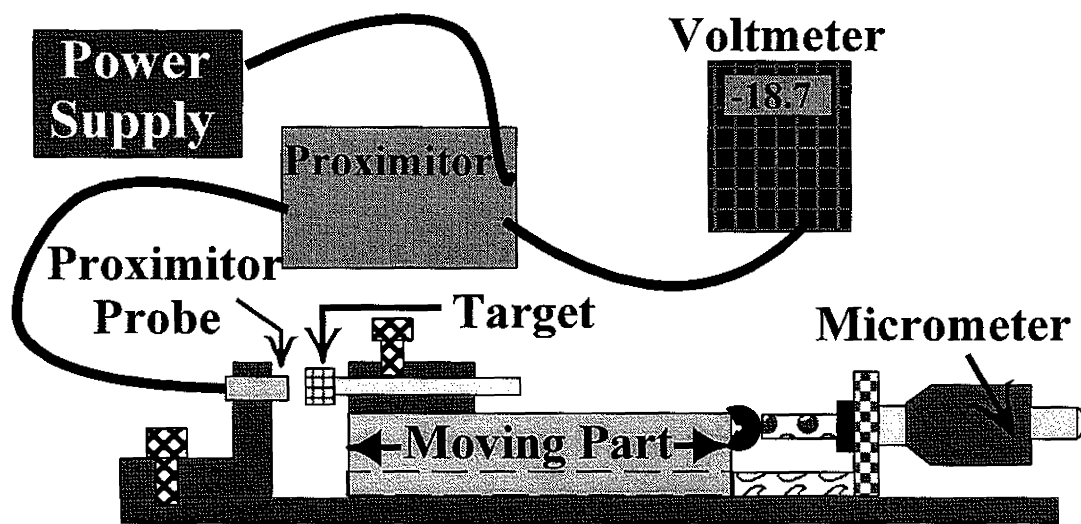 Power
Supply
Voltmeter
-18.7
Proximitor
Proximitor
Probe
Target
Micrometer
Moving Part